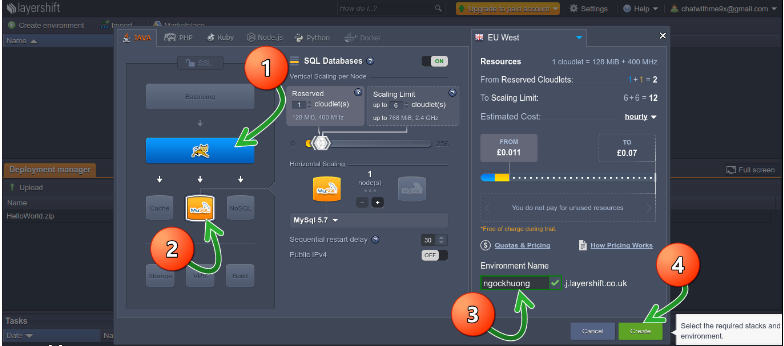 layershift
How do I...?
Upgrade to paid account
Settings
Help
chatwithme9x@gmail.com
Create environment
Import
Marketplace
Name
JAVA
PHP
Ruby
Node.js
Python
Docker
EU West
SSL
Balancing
1
SQL Databases
ON
Vertical Scaling per Node
Reserved
1 cloudlet(s)
128 MiB, 400 MHz
Scaling Limit
up to 6 cloudlet(s)
up to 768 MiB, 2.4 GHz
0
256
Horizontal Scaling
1
node(s)
MySQL
MySql 5.7
Sequential restart delay
30
Public IPv4
OFF
Cache
MySQL
NoSQL
2
Storage
VPS
Build
Resources
1 cloudlet = 128 MiB + 400 MHz
From Reserved Cloudlets:
1+1 = 2
To Scaling Limit:
6+6 = 12
Estimated Cost:
hourly
FROM
£0.011
TO
£0.07
You do not pay for unused resources
*Free of charge during trial.
Quotas & Pricing
How Pricing Works
Environment Name
ngockhuong
.j.layershift.co.uk
3
4
Cancel
Create
Deployment manager
Upload
Name
HelloWorld.zip
Full screen
Tasks
Date
Na
Select the required stacks and
environment.